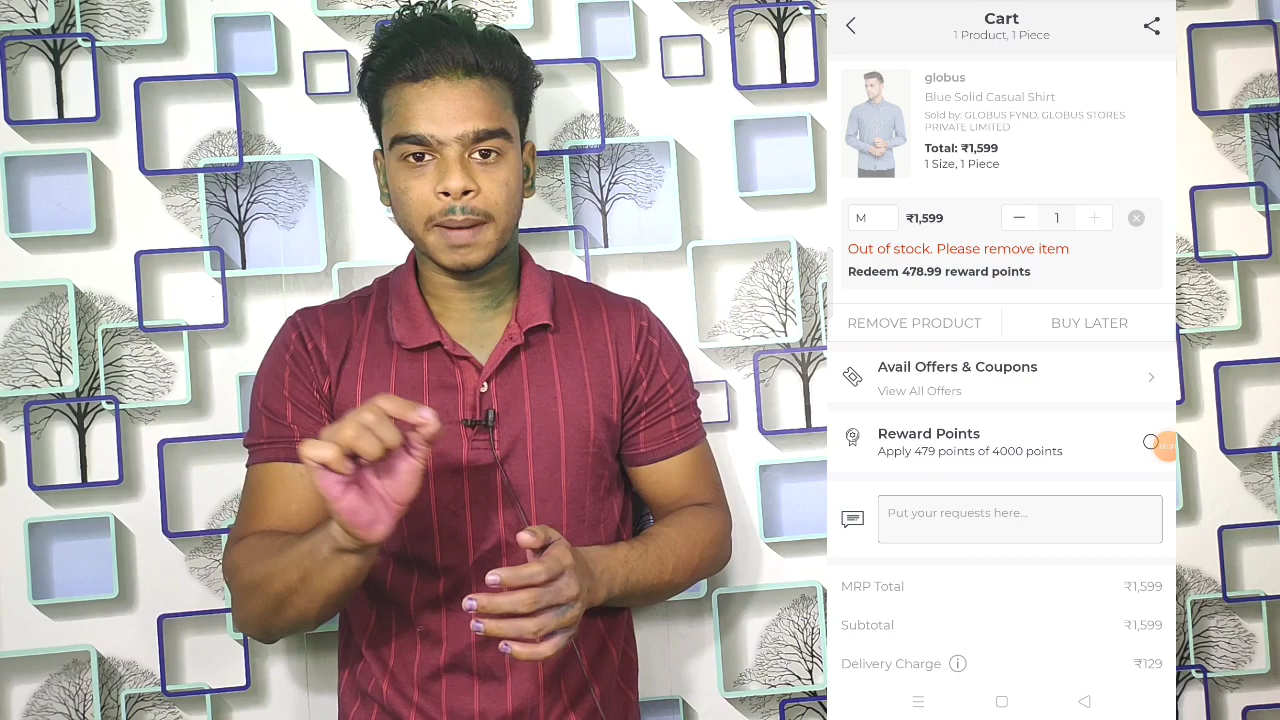 Cart
1 Product, 1 Piece
globus
Blue Solid Casual Shirt
Sold by: GLOBUS FYND, GLOBUS STORES
PRIVATE LIMITED
Total: ₹1,599
1 Size, 1 Piece
M ₹1,599 1
Out of stock. Please remove item
Redeem 478.99 reward points
REMOVE PRODUCT BUY LATER
Avail Offers & Coupons
View All Offers
Reward Points
Apply 479 points of 4000 points
Put your requests here...
MRP Total ₹1,599
Subtotal ₹1,599
Delivery Charge ₹129